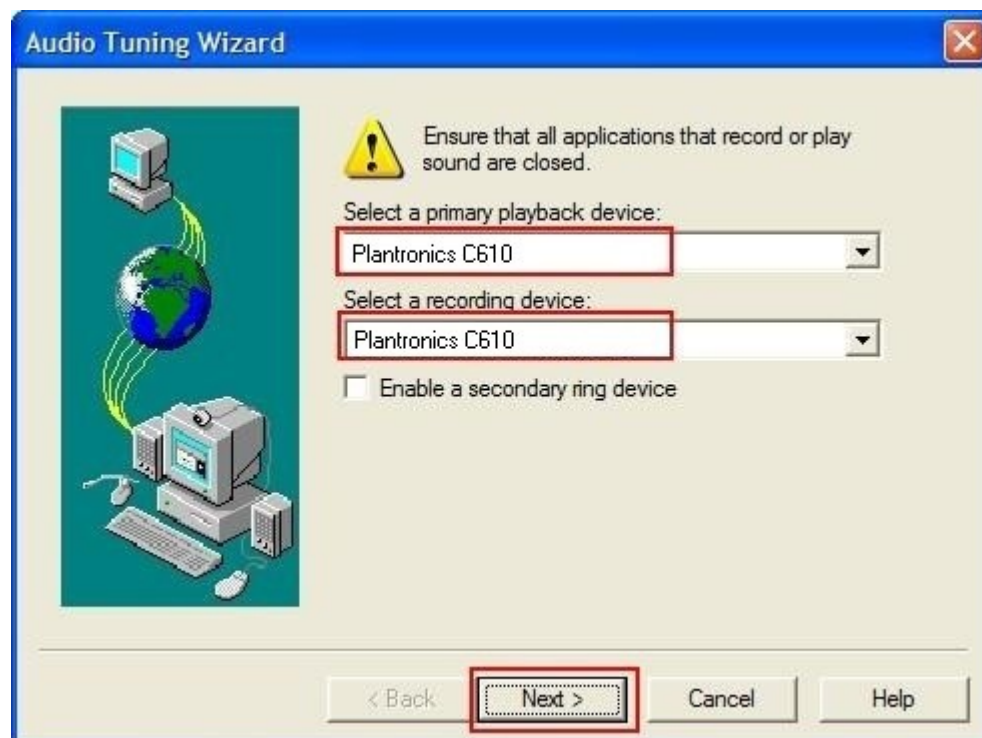 Audio Tuning Wizard
Ensure that all applications that record or play
sound are closed.
Select a primary playback device:
Plantronics C610
Select a recording device:
Plantronics C610
Enable a secondary ring device
< Back
Next >
Cancel
Help